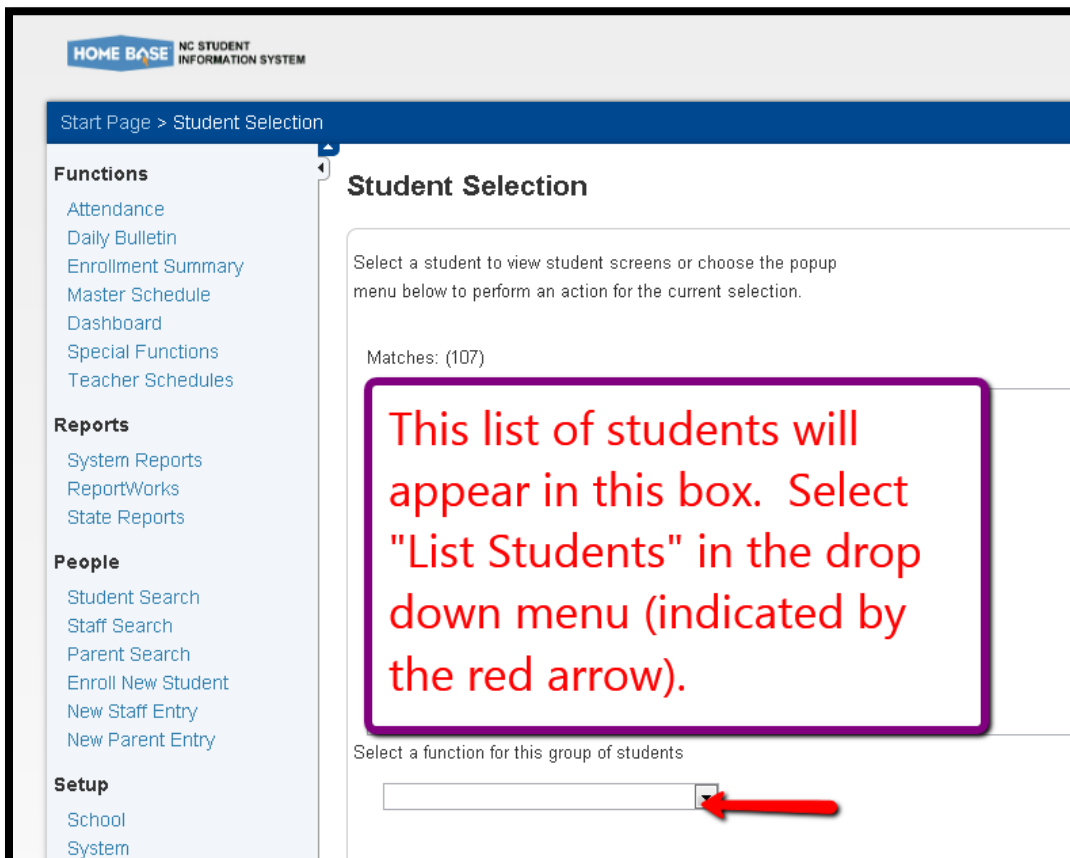 HOME BASE NC STUDENT
INFORMATION SYSTEM
Start Page > Student Selection
Functions
Attendance
Daily Bulletin
Enrollment Summary
Master Schedule
Dashboard
Special Functions
Teacher Schedules
Reports
System Reports
ReportWorks
State Reports
People
Student Search
Staff Search
Parent Search
Enroll New Student
New Staff Entry
New Parent Entry
Setup
School
System
Student Selection
Select a student to view student screens or choose the popup
menu below to perform an action for the current selection.
Matches: (107)
This list of students will
appear in this box. Select
"List Students" in the drop
down menu (indicated by
the red arrow).
Select a function for this group of students